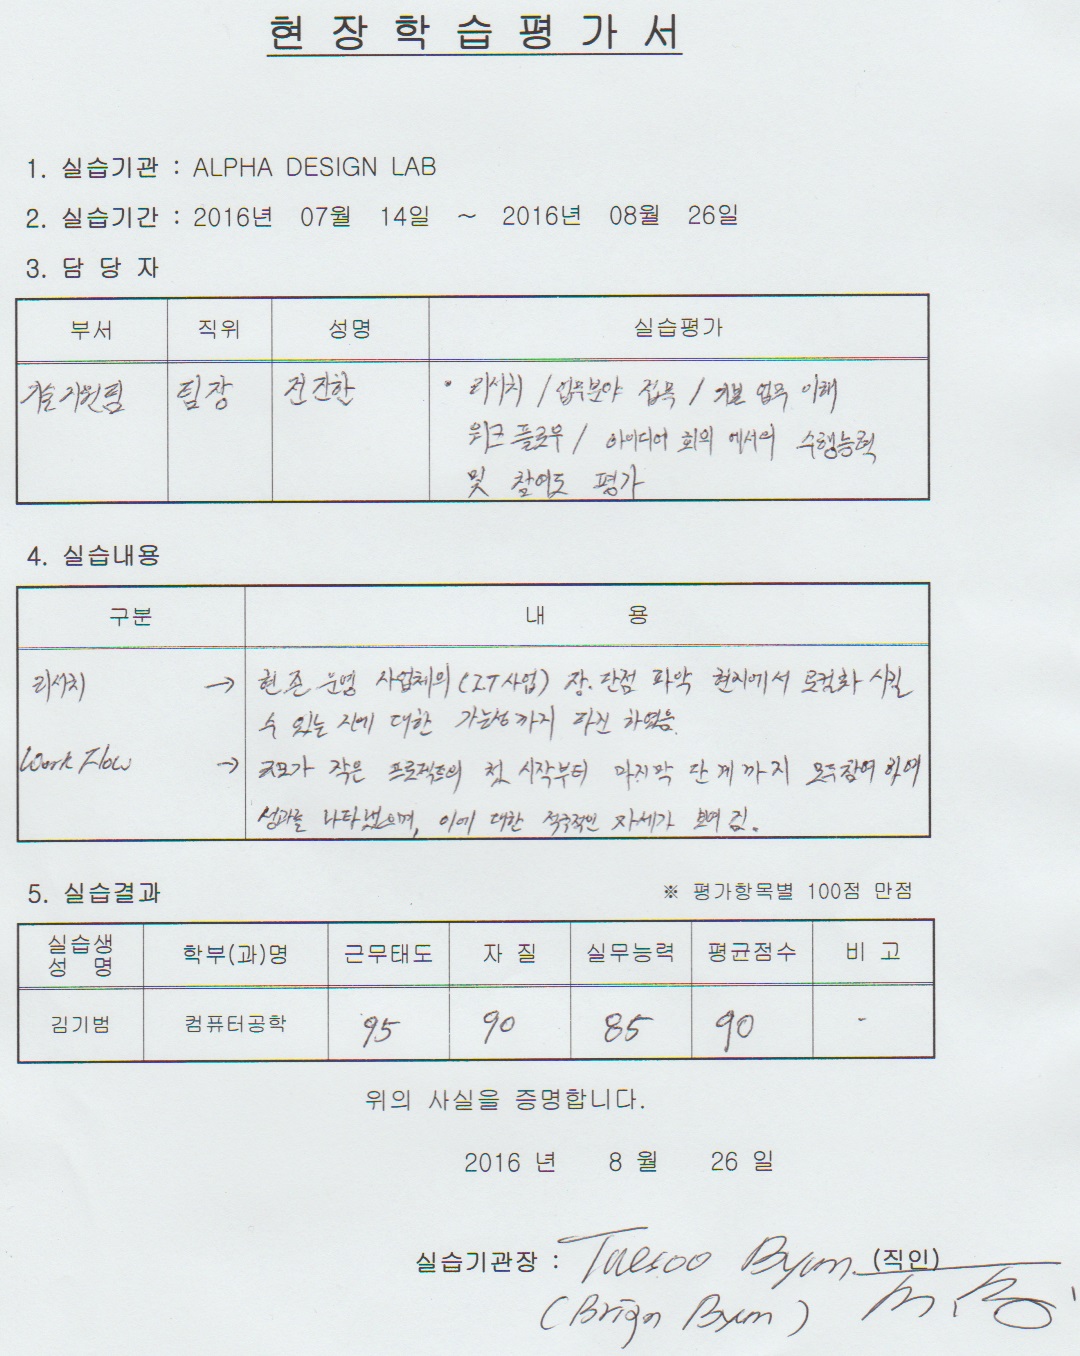 현 장 학 습 평 가 서
1. 실습기관 : ALPHA DESIGN LAB
2. 실습기간 : 2016년 07월 14일 ~ 2016년 08월 26일
3. 담 당 자
부서 직위 성명 실습평가
기술지원팀 팀장 전진한 • 리서치 / 업무분야 접목 / 기본 업무 이해
워크 플로우 / 아이디어 회의 에서의 수행능력
및 참여도 평가
4. 실습내용
구분 내 용
리서치 → 현존 운영 사업체의 (IT사업) 장.단점 파악 현지에서 로컬화 시킬
수 있는 점에 대한 가능성까지 타진 하였음.
Work Flow → 규모가 작은 프로젝트의 첫 시작부터 마지막 단계까지 모두 참여 하여
성과를 나타냈으며, 이에 대한 적극적인 자세가 보여 짐.
5. 실습결과 ※ 평가항목별 100점 만점
실습생
성 명 학부(과)명 근무태도 자 질 실무능력 평균점수 비 고
김기범 컴퓨터공학 95 90 85 90 -
위의 사실을 증명합니다.
2016 년 8 월 26 일
실습기관장 : Taesoo Byun (직인)
(Brian Byun)